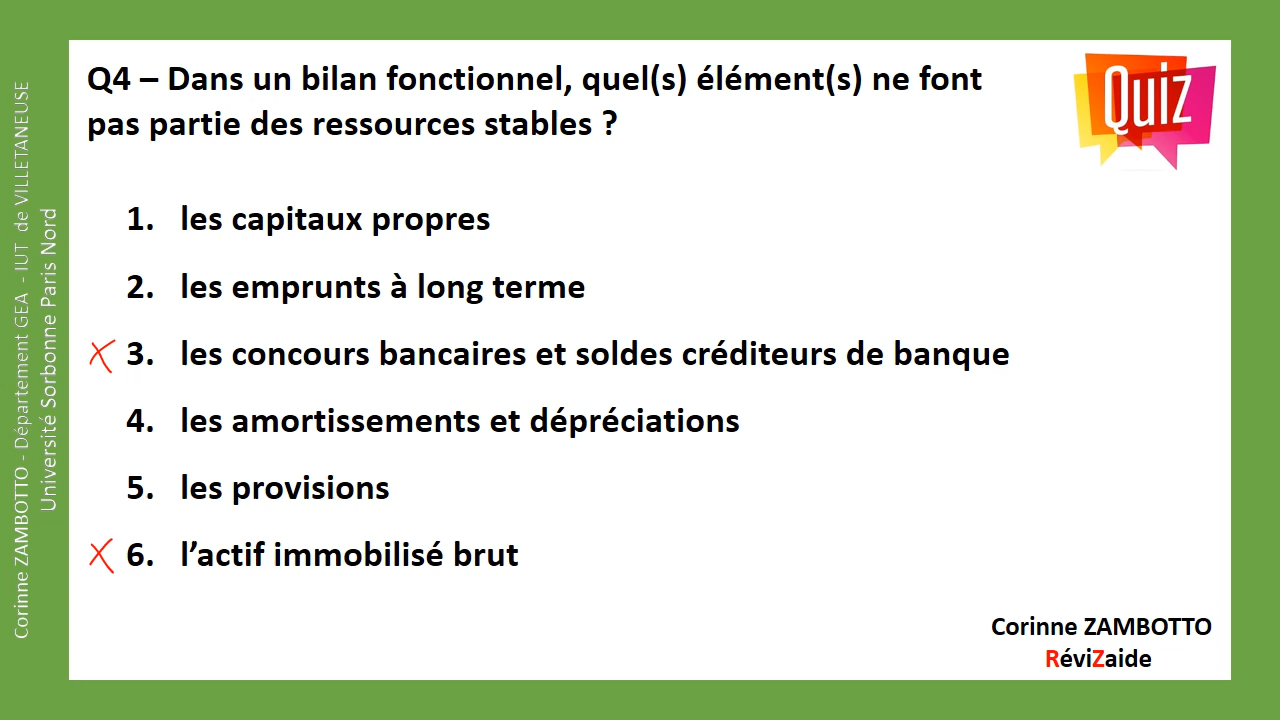 Corinne ZAMBOTTO - Département GEA - IUT de VILLETANEUSE
Université Sorbonne Paris Nord
Q4 – Dans un bilan fonctionnel, quel(s) élément(s) ne font
pas partie des ressources stables ?
Quiz
1. les capitaux propres
2. les emprunts à long terme
X 3. les concours bancaires et soldes créditeurs de banque
4. les amortissements et dépréciations
5. les provisions
X 6. l’actif immobilisé brut
Corinne ZAMBOTTO
RéviZaide